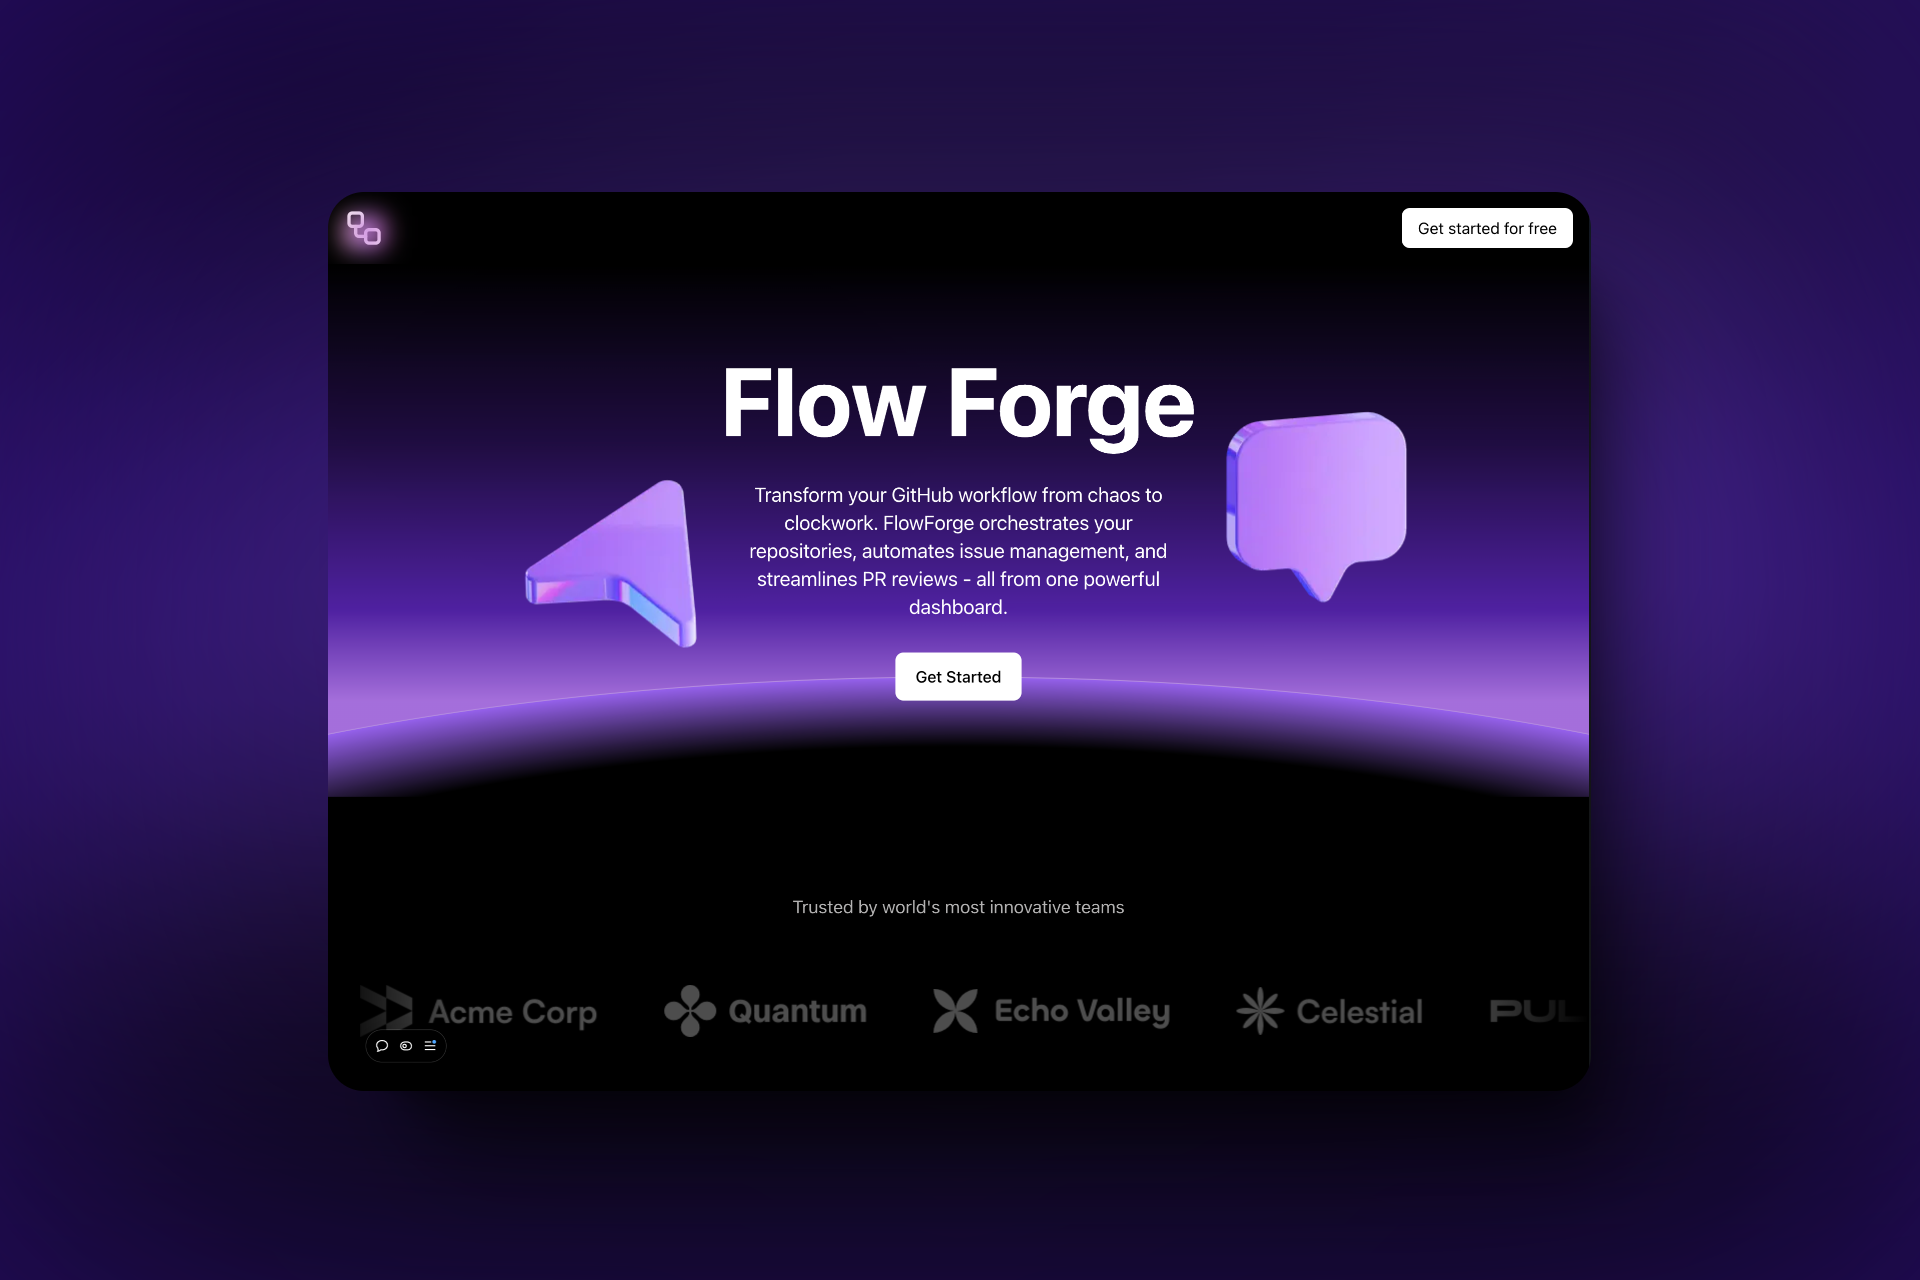 Get started for free
Flow Forge
Transform your GitHub workflow from chaos to
clockwork. FlowForge orchestrates your
repositories, automates issue management, and
streamlines PR reviews - all from one powerful
dashboard.
Get Started
Trusted by world's most innovative teams
Acme Corp
Quantum
Echo Valley
Celestial
PUL